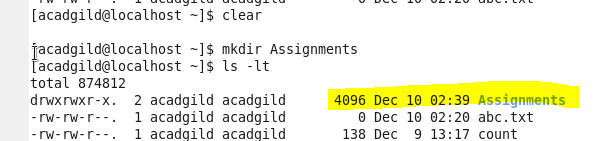 -rw-rw-r--. 1 acadgild acadgild 0 Dec 10 02:20 abc.txt
[acadgild@localhost ~]$ clear
[acadgild@localhost ~]$ mkdir Assignments
[acadgild@localhost ~]$ ls -lt
total 874812
drwxrwxr-x. 2 acadgild acadgild 4096 Dec 10 02:39 Assignments
-rw-rw-r--. 1 acadgild acadgild 0 Dec 10 02:20 abc.txt
-rw-rw-r--. 1 acadgild acadgild 138 Dec 9 13:17 count